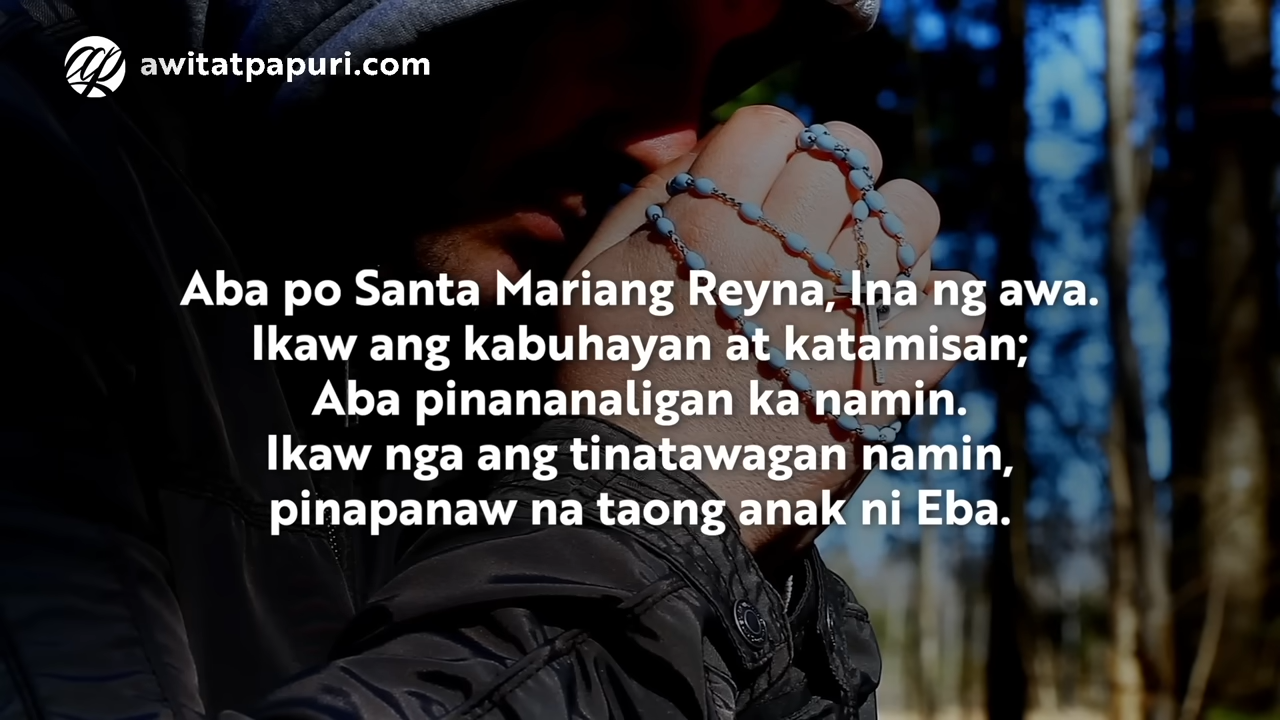 awitatpapuri.com
Aba po Santa Mariang Reyna, Ina ng awa.
Ikaw ang kabuhayan at katamisan;
Aba pinananaligan ka namin.
Ikaw nga ang tinatawagan namin,
pinapanaw na taong anak ni Eba.